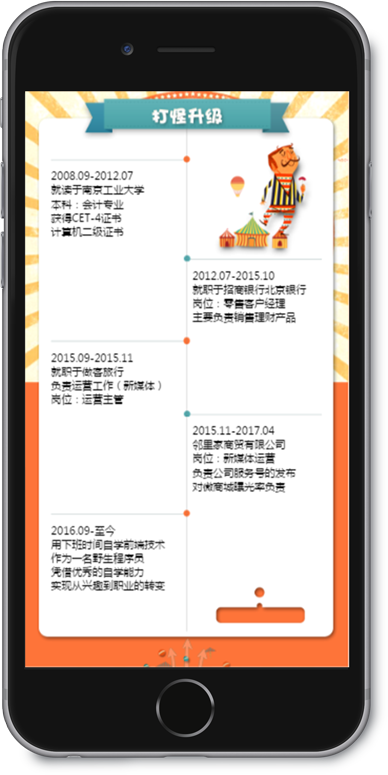 打怪升级
2008.09-2012.07
就读于南京工业大学
本科：会计专业
获得CET-4证书
计算机二级证书
2012.07-2015.10
就职于招商银行北京银行
岗位：零售客户经理
主要负责销售理财产品
2015.09-2015.11
就职于做客旅行
负责运营工作（新媒体）
岗位：运营主管
2015.11-2017.04
邻里家商贸有限公司
岗位：新媒体运营
负责公司服务号的发布
对微商城曝光率负责
2016.09-至今
用下班时间自学前端技术
作为一名野生程序员
凭借优秀的自学能力
实现从兴趣到职业的转变